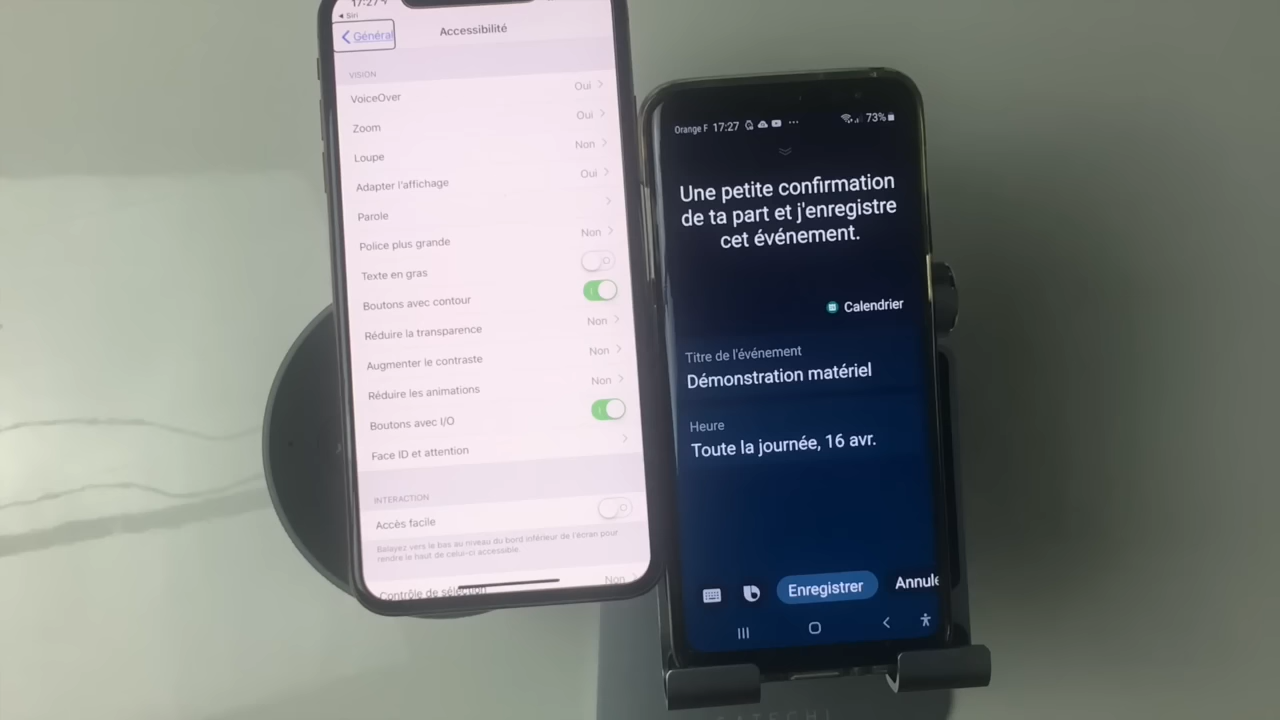 17:27
◀ Siri
Général
Accessibilité
VISION
VoiceOver Oui
Zoom Oui
Loupe Non
Adapter l'affichage Oui
Parole
Police plus grande Non
Texte en gras
Boutons avec contour
Réduire la transparence Non
Augmenter le contraste Non
Réduire les animations Non
Boutons avec I/O
Face ID et attention
INTERACTION
Accès facile
Balayez vers le bas au niveau du bord inférieur de l'écran pour
rendre le haut de celui-ci accessible.
Contrôle de sélection Non
Orange F 17:27 73%
Une petite confirmation
de ta part et j'enregistre
cet événement.
Calendrier
Titre de l'événement
Démonstration matériel
Heure
Toute la journée, 16 avr.
Enregistrer Annule